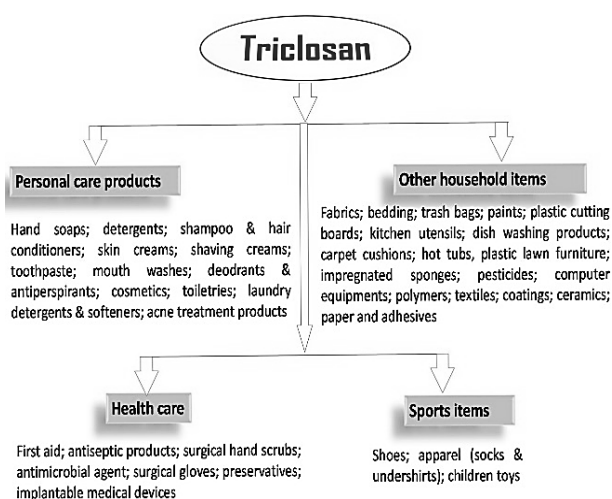 Triclosan
Personal care products
Hand soaps; detergents; shampoo & hair
conditioners; skin creams; shaving creams;
toothpaste; mouth washes; deodrants &
antiperspirants; cosmetics; toiletries; laundry
detergents & softeners; acne treatment products
Other household items
Fabrics; bedding; trash bags; paints; plastic cutting
boards; kitchen utensils; dish washing products;
carpet cushions; hot tubs, plastic lawn furniture;
impregnated sponges; pesticides; computer
equipments; polymers; textiles; coatings; ceramics;
paper and adhesives
Health care
First aid; antiseptic products; surgical hand scrubs;
antimicrobial agent; surgical gloves; preservatives;
implantable medical devices
Sports items
Shoes; apparel (socks &
undershirts); children toys